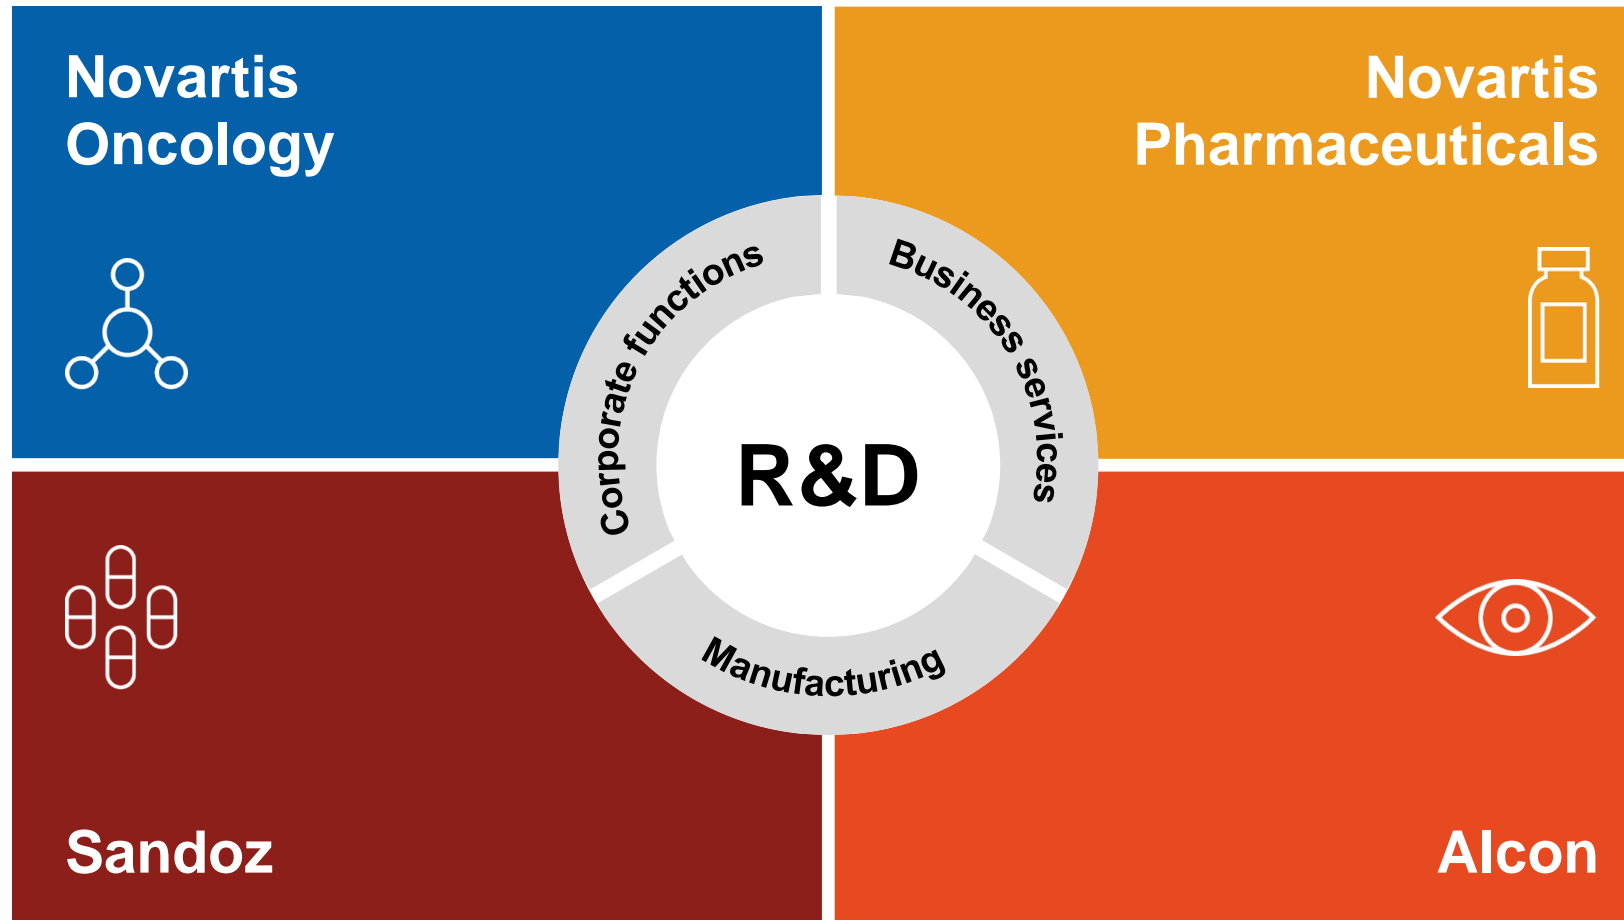 Novartis
Oncology
Novartis
Pharmaceuticals
Corporate functions
Business services
R&D
Manufacturing
Sandoz
Alcon